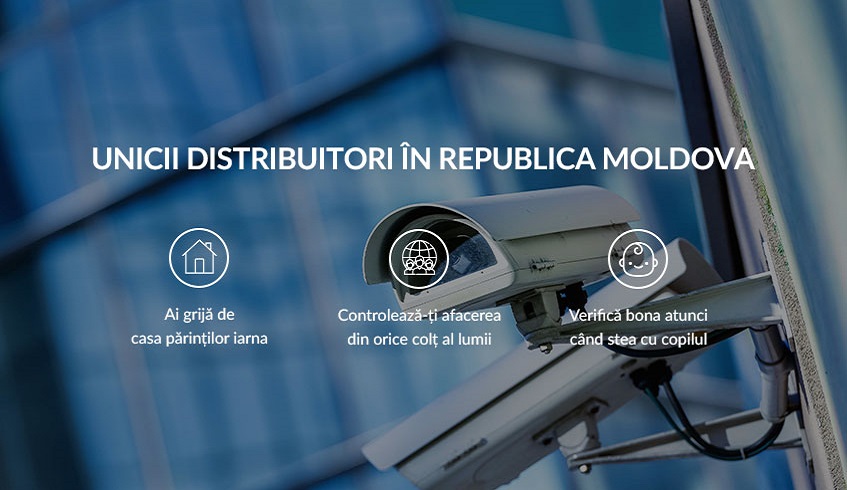 UNICII DISTRIBUITORI ÎN REPUBLICA MOLDOVA
Ai grijă de
casa părinților iarna
Controlează-ți afacerea
din orice colț al lumii
Verifică bona atunci
când stea cu copilul